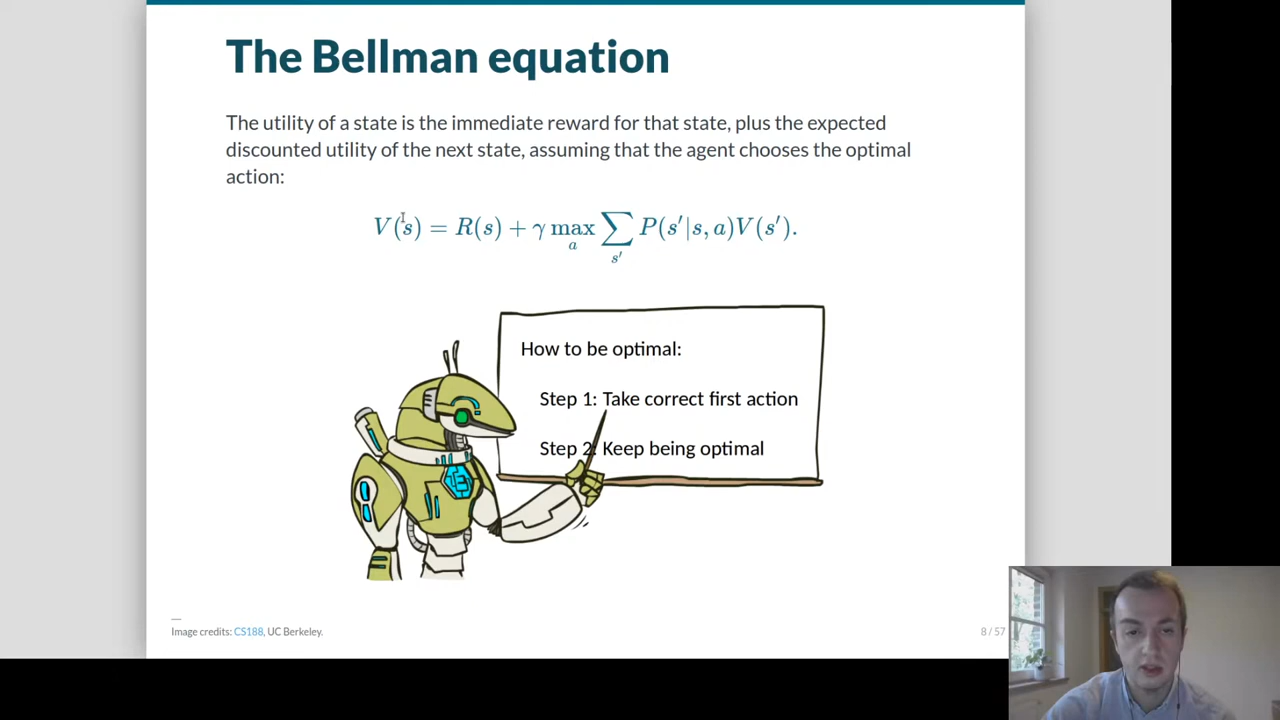 The Bellman equation
The utility of a state is the immediate reward for that state, plus the expected
discounted utility of the next state, assuming that the agent chooses the optimal
action:
V(s) = R(s) + γ max_a ∑_{s′} P(s′|s, a)V(s′).
How to be optimal:
Step 1: Take correct first action
Step 2: Keep being optimal
Image credits: CS188, UC Berkeley.
8 / 57